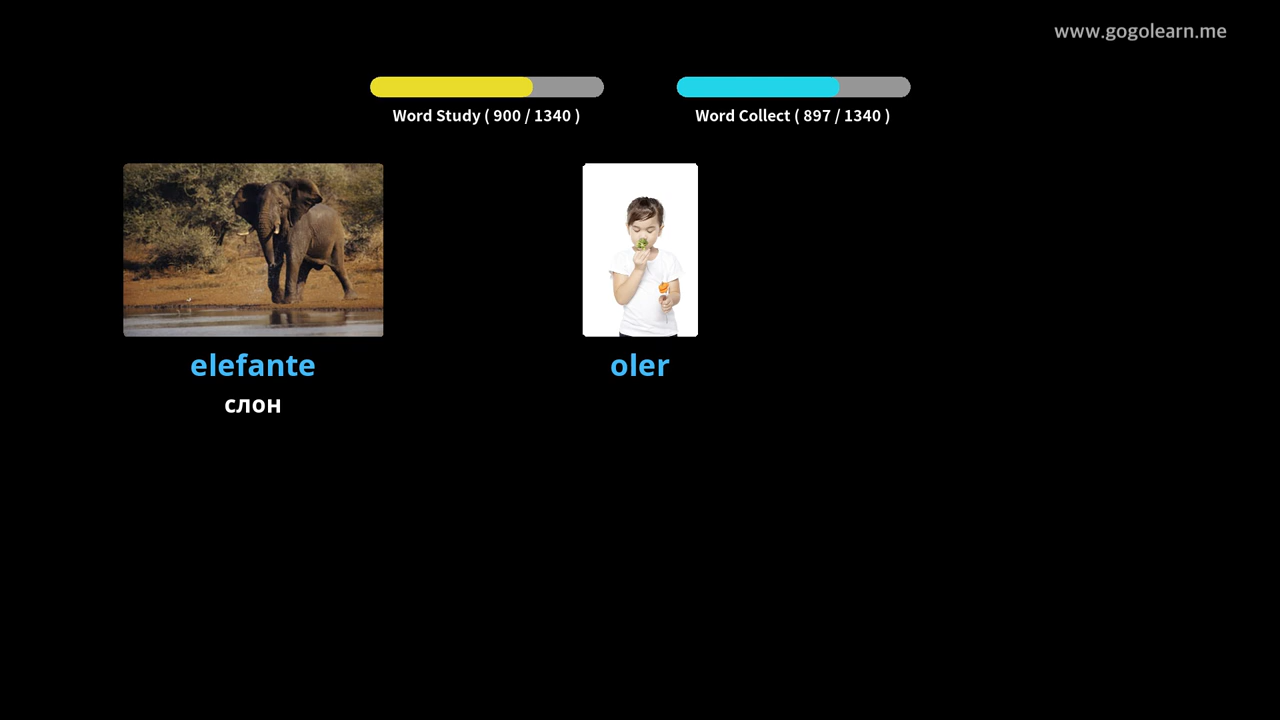 www.gogolearn.me
Word Study ( 900 / 1340 )
Word Collect ( 897 / 1340 )
elefante
слон
oler